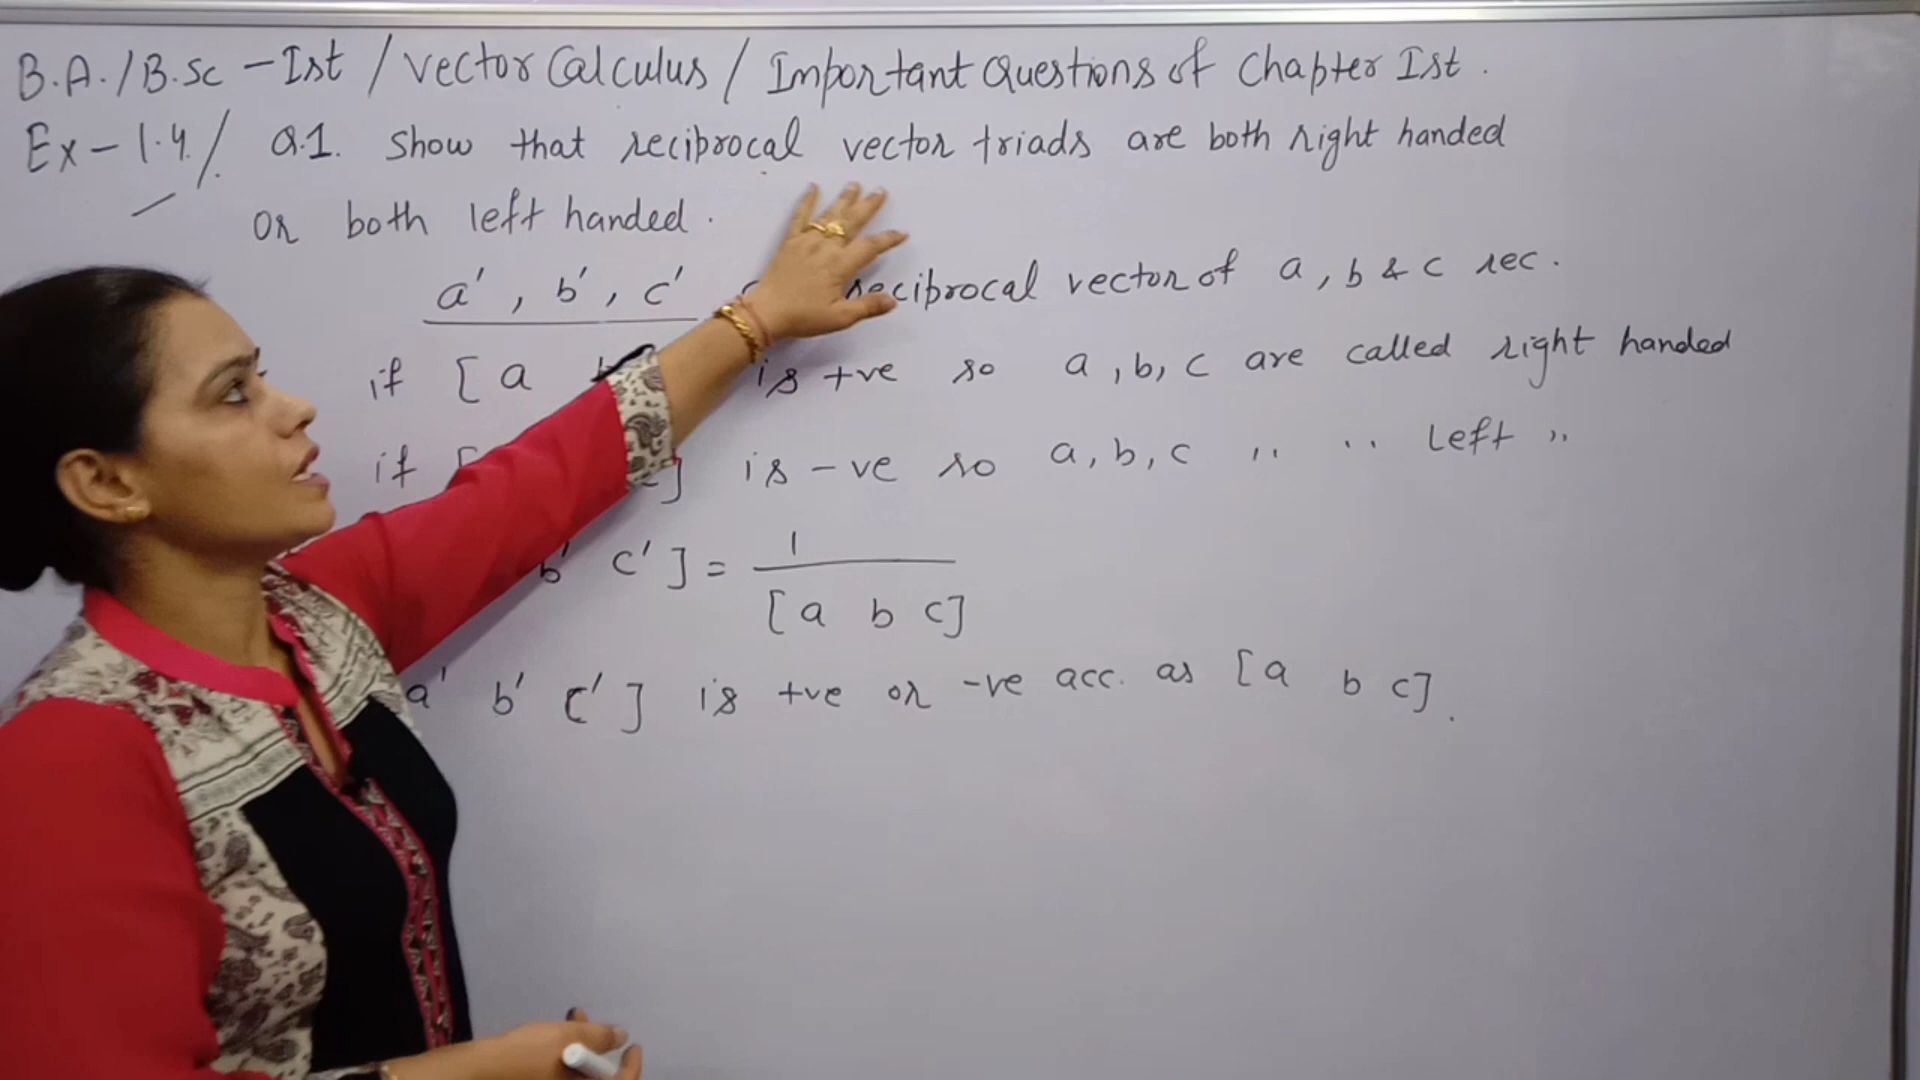 B.A./B.Sc - Ist / Vector Calculus / Important Questions of Chapter Ist.
Ex - 1.4 / Q.1. Show that reciprocal vector triads are both right handed
or both left handed.
a', b', c' reciprocal vector of a, b & c rec.
if [a is +ve so a, b, c are called right handed
if [ c] is -ve so a, b, c ,, ,, Left ,,
b' c'] = 1 / [a b c]
a' b' c'] is +ve or -ve acc. as [a b c].